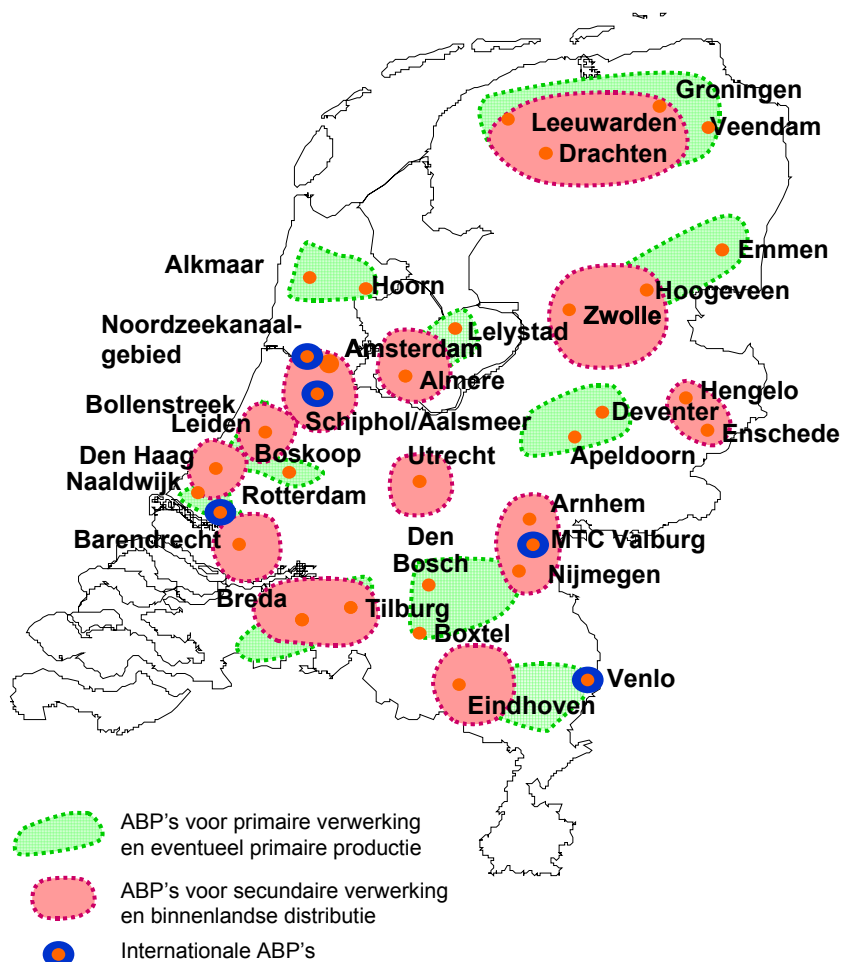 Groningen
Leeuwarden
Veendam
Drachten
Emmen
Alkmaar
Hoorn
Hoogeveen
Zwolle
Noordzeekanaal-
gebied
Lelystad
Amsterdam
Almere
Bollenstreek
Leiden
Schiphol/Aalsmeer
Hengelo
Deventer
Enschede
Apeldoorn
Den Haag
Boskoop
Utrecht
Naaldwijk
Rotterdam
Arnhem
Barendrecht
Den
Bosch
MTC Valburg
Nijmegen
Breda
Tilburg
Boxtel
Venlo
Eindhoven
ABP's voor primaire verwerking
en eventueel primaire productie
ABP's voor secundaire verwerking
en binnenlandse distributie
Internationale ABP's